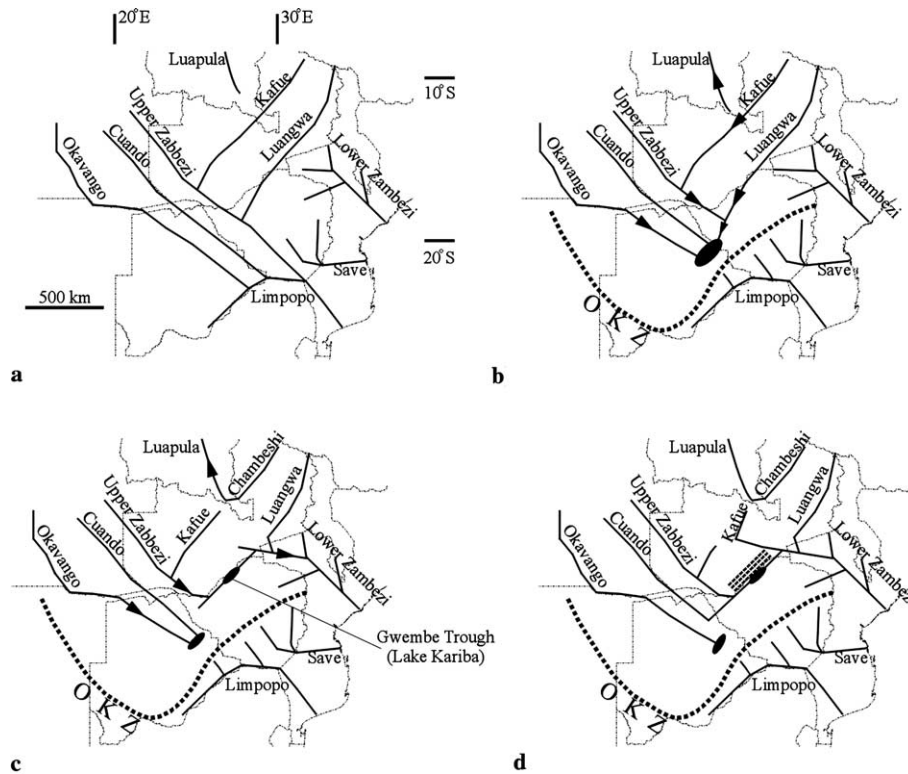 20°E
30°E
Luapula
Kafue
10°S
Upper Zabbezi
Luangwa
Cuando
Okavango
Lower Zambezi
20°S
Save
500 km
Limpopo
a
Luapula
Kafue
Upper Zabbezi
Luangwa
Cuando
Okavango
Lower Zambezi
Save
Limpopo
O K Z
b
Luapula
Chambeshi
Upper Zabbezi
Kafue
Luangwa
Cuando
Okavango
Lower Zambezi
Gwembe Trough
(Lake Kariba)
Save
Limpopo
O K Z
c
Luapula
Chambeshi
Upper Zabbezi
Kafue
Luangwa
Cuando
Okavango
Lower Zambezi
Save
Limpopo
O K Z
d